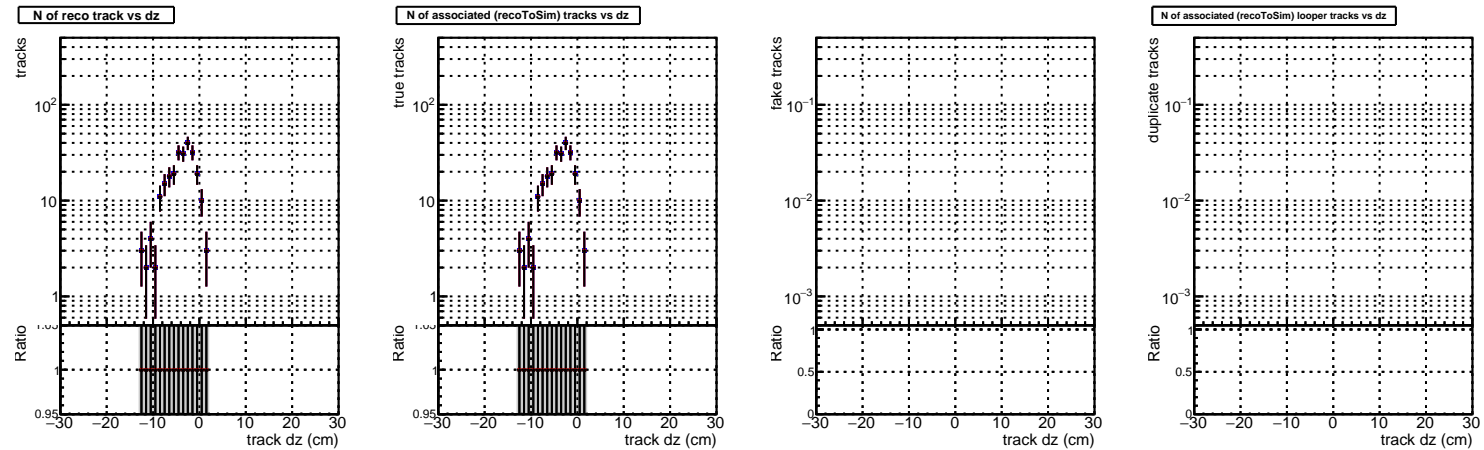 N of reco track vs dz
tracks
10²
10
1
Ratio
1.05
1
0.95
−30 −20 −10 0 10 20 30
track dz (cm)
N of associated (recoToSim) tracks vs dz
true tracks
10²
10
1
Ratio
1.05
1
0.95
−30 −20 −10 0 10 20 30
track dz (cm)
fake tracks
10⁻¹
10⁻²
10⁻³
Ratio
1
0.5
0
−30 −20 −10 0 10 20 30
track dz (cm)
N of associated (recoToSim) looper tracks vs dz
duplicate tracks
10⁻¹
10⁻²
10⁻³
Ratio
1
0.5
0
−30 −20 −10 0 10 20 30
track dz (cm)